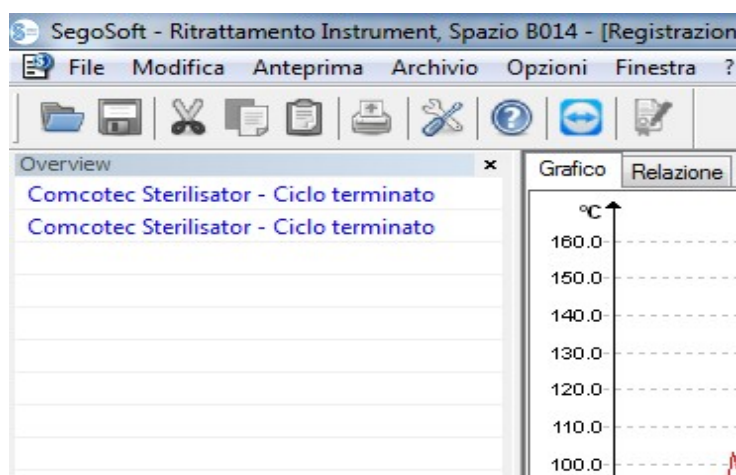 SegoSoft - Ritrattamento Instrument, Spazio B014 - [Registrazion
File Modifica Anteprima Archivio Opzioni Finestra ?
Overview x
Comcotec Sterilisator - Ciclo terminato
Comcotec Sterilisator - Ciclo terminato
Grafico Relazione
°C
160.0
150.0
140.0
130.0
120.0
110.0
100.0